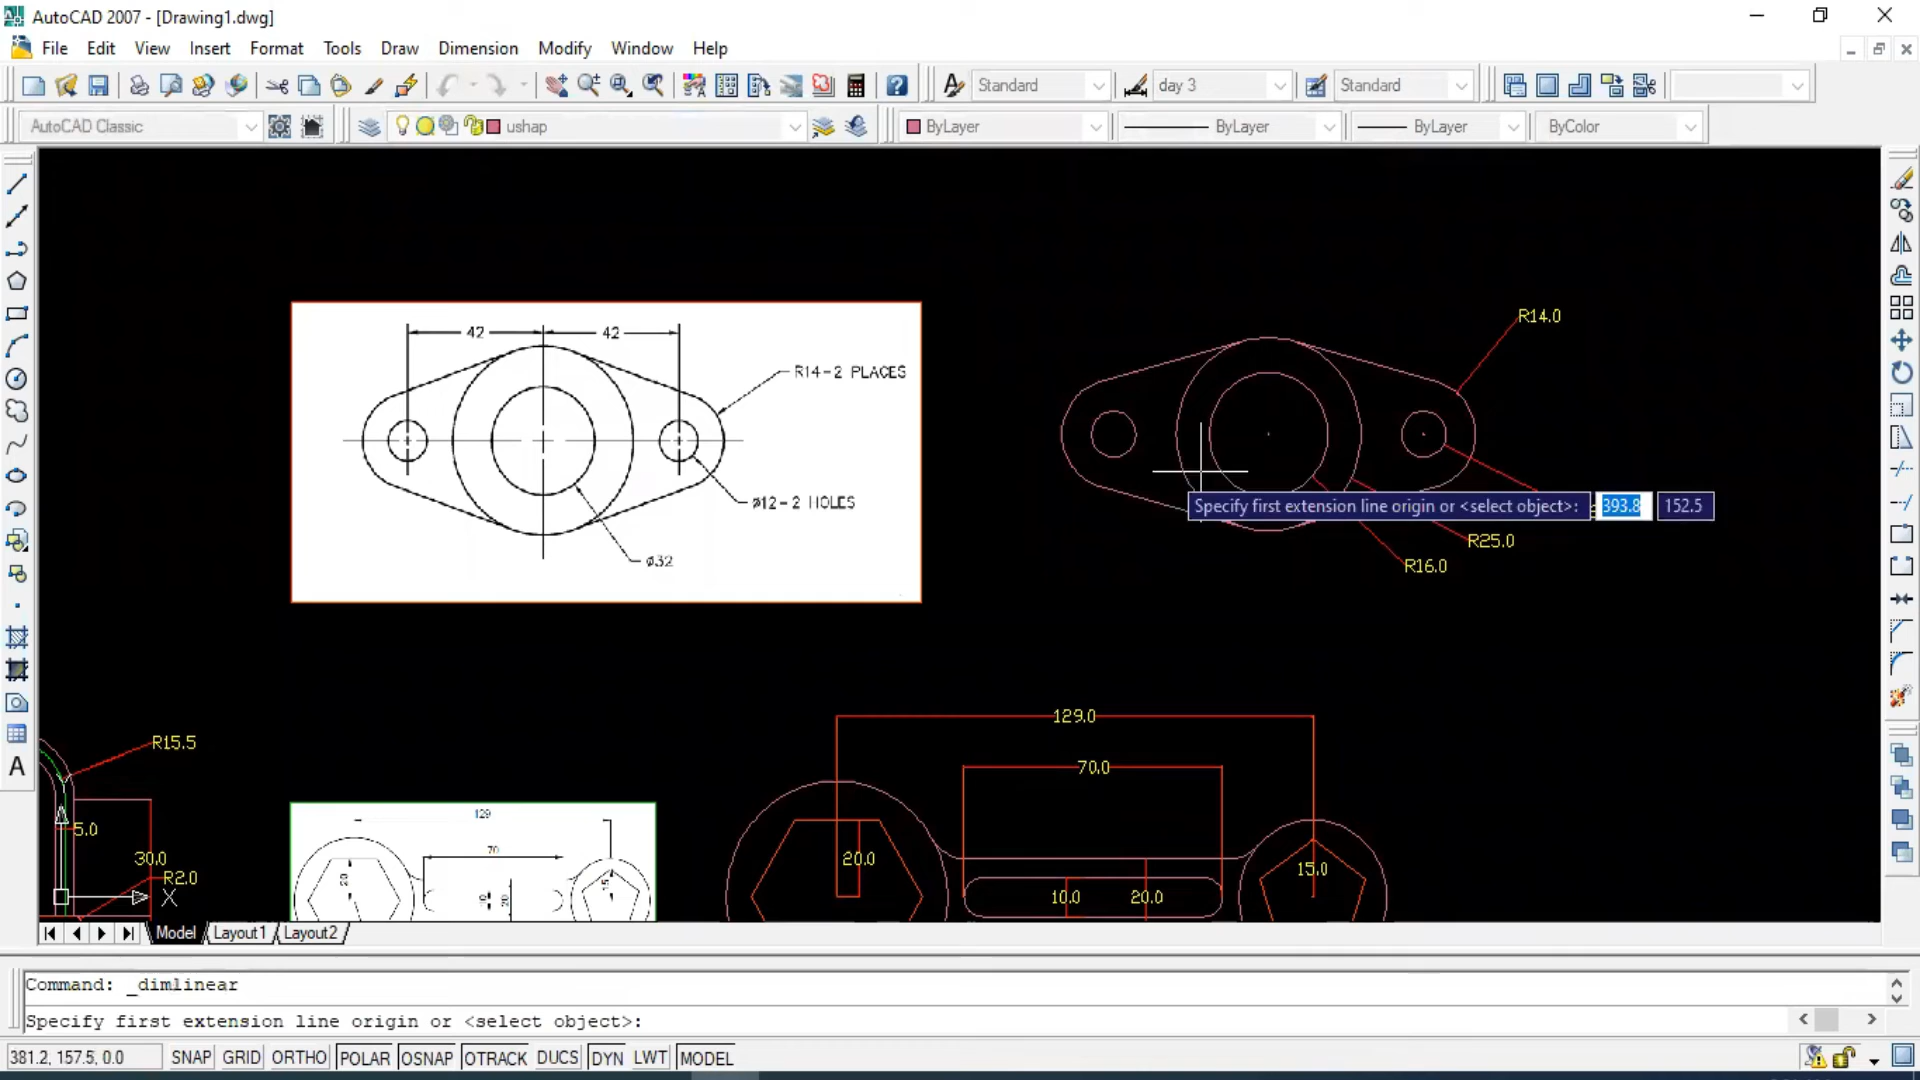 AutoCAD 2007 - [Drawing1.dwg]
File Edit View Insert Format Tools Draw Dimension Modify Window Help
Standard day 3 Standard
AutoCAD Classic ushap ByLayer ByLayer ByLayer ByColor
42 42
R14-2 PLACES
ø12-2 HOLES
ø32
R14.0
Specify first extension line origin or <select object>: 393.8 152.5
R25.0
R16.0
R15.5
5.0
30.0
R2.0
X
129
70
20
10
20
15
129.0
70.0
20.0
10.0
20.0
15.0
Model Layout1 Layout2
Command: _dimlinear
Specify first extension line origin or <select object>:
381.2, 157.5, 0.0 SNAP GRID ORTHO POLAR OSNAP OTRACK DUCS DYN LWT MODEL